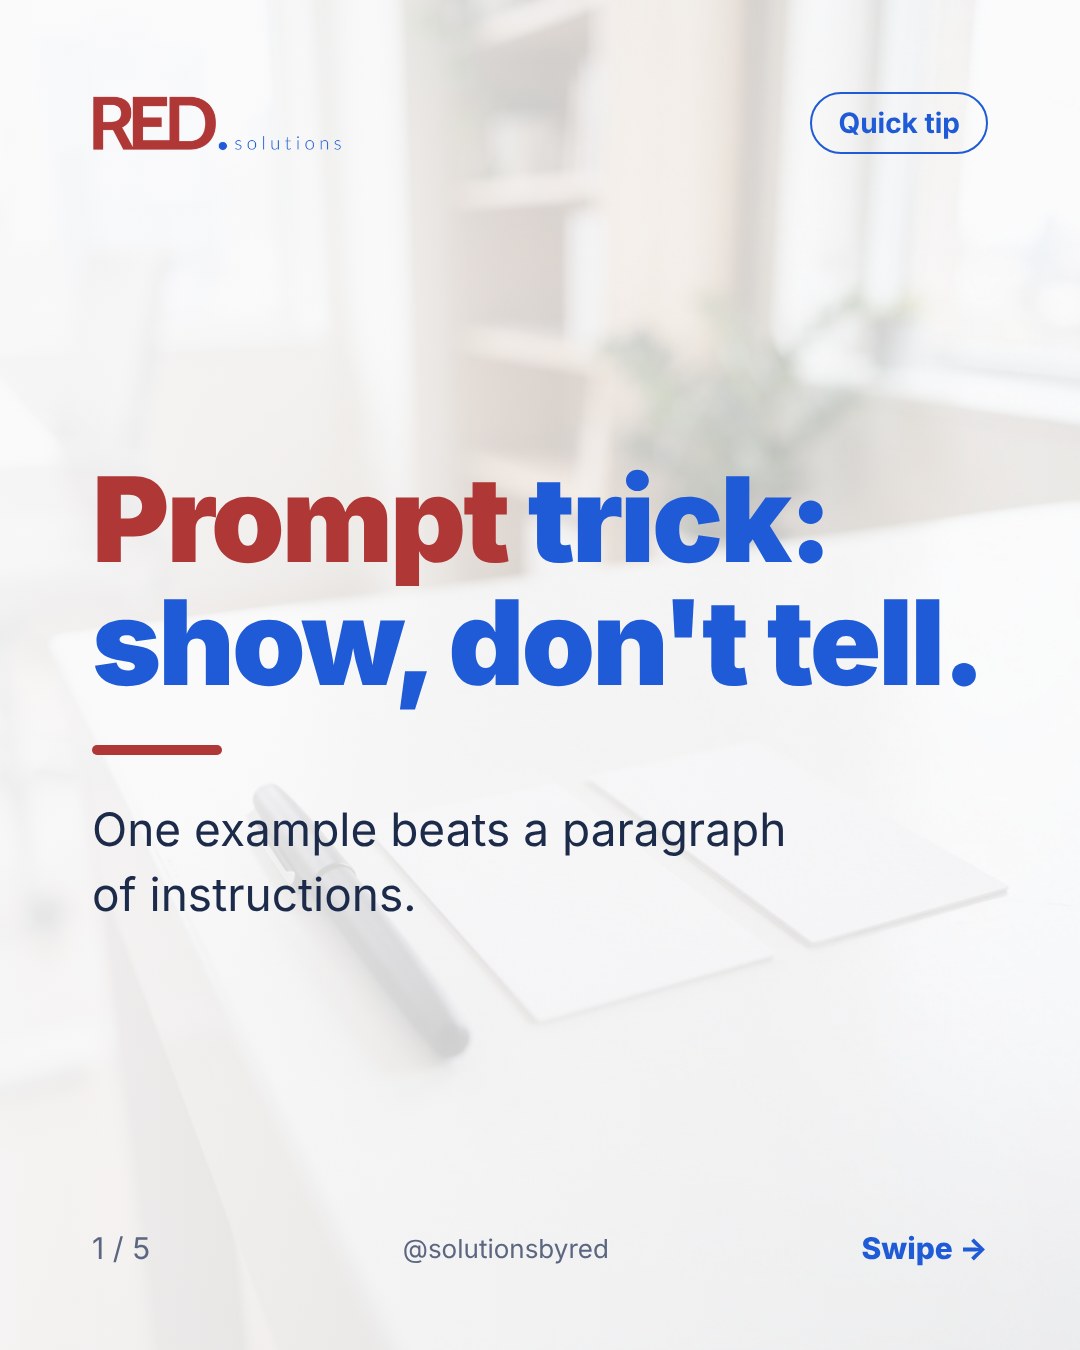 RED.solutions
Quick tip
Prompt trick:
show, don't tell.
One example beats a paragraph
of instructions.
1 / 5
@solutionsbyred
Swipe →